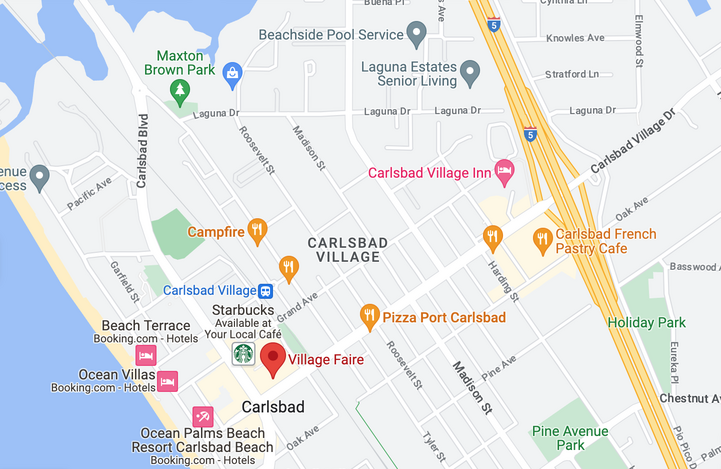 Buena Pl
s Ave
5
Cynthia Ln
Elmwood St
Beachside Pool Service
Knowles Ave
Maxton
Brown Park
Laguna Estates
Senior Living
Stratford Ln
Laguna Dr
Laguna Dr
Laguna Dr
Laguna Dr
5
Carlsbad Blvd
Roosevelt St
Madison St
Carlsbad Village Dr
enue
cess
Pacific Ave
Carlsbad Village Inn
Oak Ave
Campfire
CARLSBAD
VILLAGE
Carlsbad French
Pastry Cafe
Garfield St
Harding St
Basswood A
Carlsbad Village
Grand Ave
Starbucks
Available at
Your Local Café
Pizza Port Carlsbad
Holiday Park
Beach Terrace
Booking.com - Hotels
Village Faire
Roosevelt St
Pine Ave
Eureka Pl
Ocean Villas
Booking.com - Hotels
Madison St
Carlsbad
Chestnut Av
Ocean Palms Beach
Resort Carlsbad Beach
Booking.com - Hotels
Oak Ave
Tyler St
Pine Avenue
Park
Pio Pico D
Palm